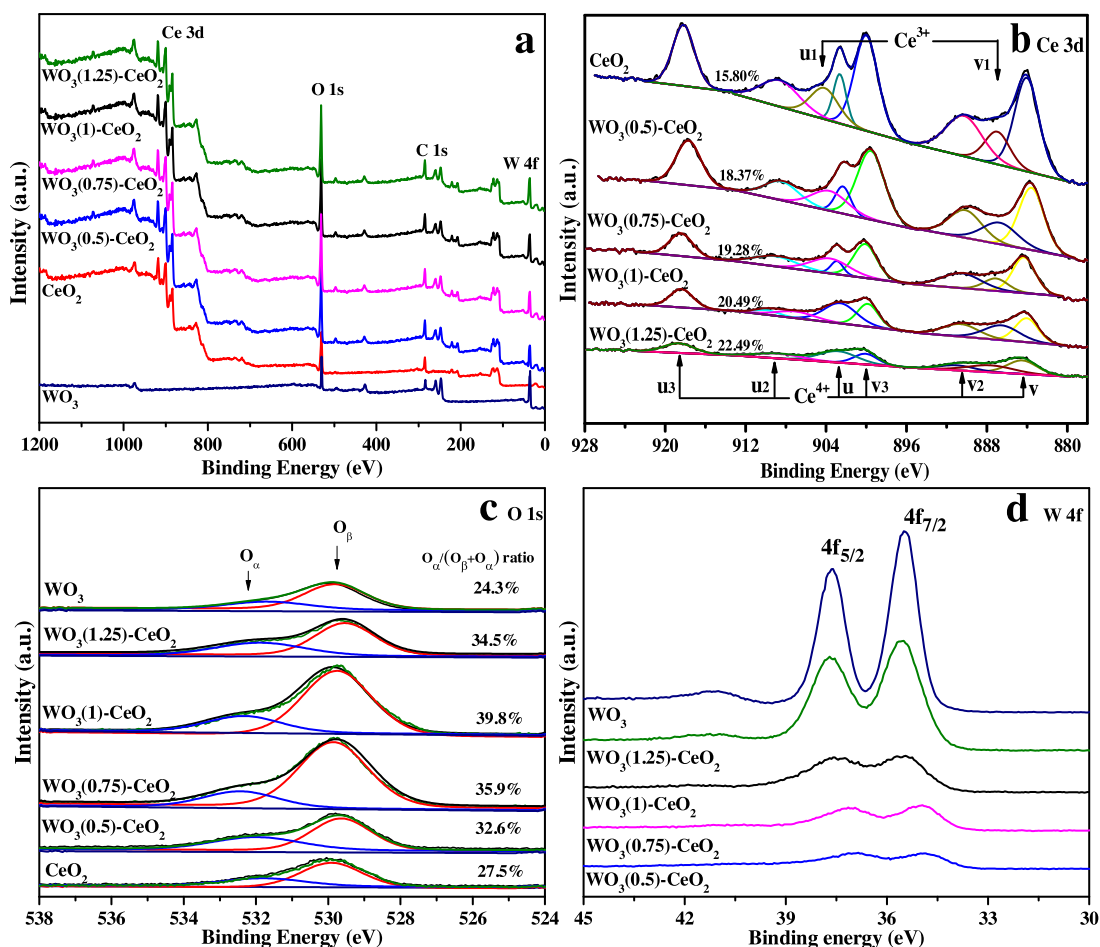 a
Ce 3d
WO3(1.25)-CeO2
O 1s
WO3(1)-CeO2
C 1s
W 4f
WO3(0.75)-CeO2
WO3(0.5)-CeO2
CeO2
WO3
Intensity (a.u.)
1200 1000 800 600 400 200 0
Binding Energy (eV)
b Ce 3d
u1 Ce3+ v1
CeO2
15.80%
WO3(0.5)-CeO2
18.37%
WO3(0.75)-CeO2
19.28%
WO3(1)-CeO2
20.49%
WO3(1.25)-CeO2
22.49%
u3 u2 Ce4+ u v3 v2 v
Intensity (a.u.)
928 920 912 904 896 888 880
Binding Energy (eV)
c O 1s
Oα Oβ Oα/(Oβ+Oα) ratio
WO3 24.3%
WO3(1.25)-CeO2 34.5%
WO3(1)-CeO2 39.8%
WO3(0.75)-CeO2 35.9%
WO3(0.5)-CeO2 32.6%
CeO2 27.5%
Intensity (a.u.)
538 536 534 532 530 528 526 524
Binding Energy (eV)
d W 4f
4f5/2 4f7/2
WO3
WO3(1.25)-CeO2
WO3(1)-CeO2
WO3(0.75)-CeO2
WO3(0.5)-CeO2
Intensity (a.u.)
45 42 39 36 33 30
Binding energy (eV)